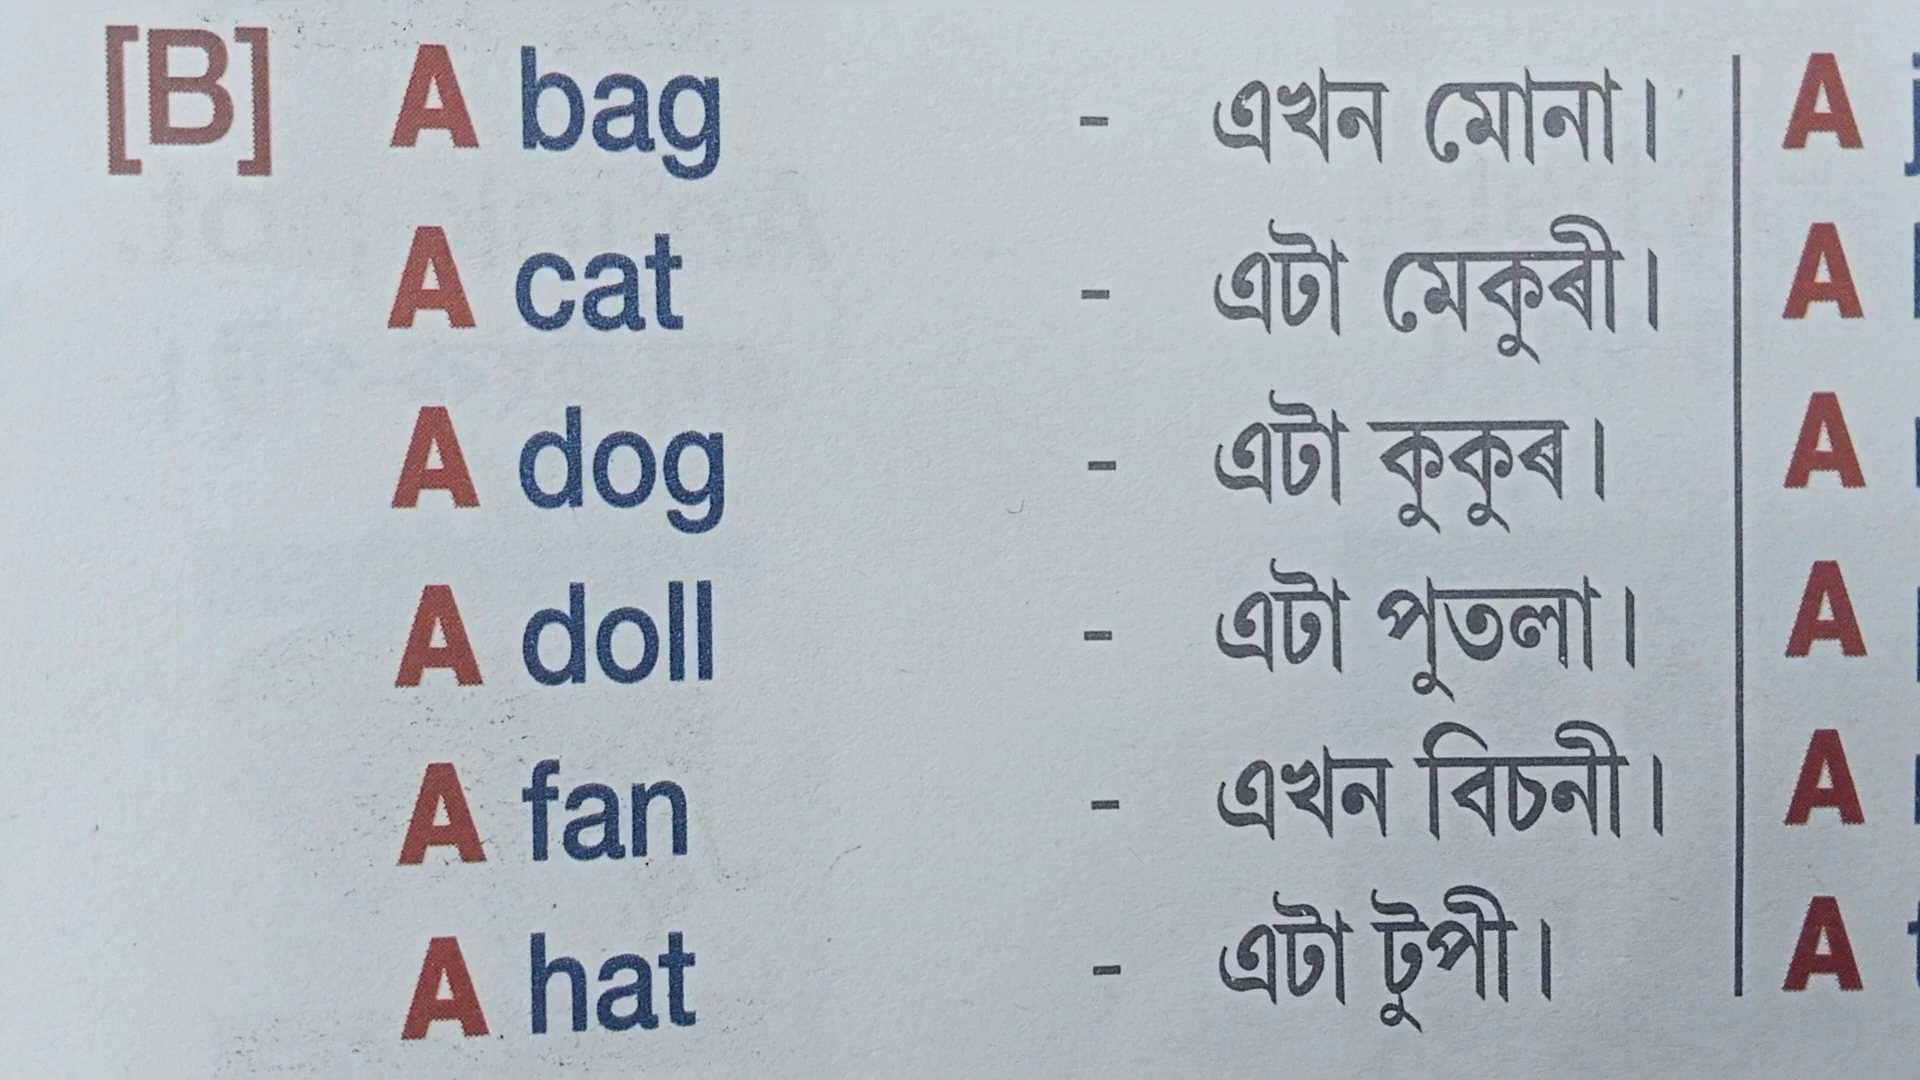 [B] A bag - এখন মোনা। A
A cat - এটা মেকুৰী। A
A dog - এটা কুকুৰ। A
A doll - এটা পুতলা। A
A fan - এখন বিচনী। A
A hat - এটা টুপী। A